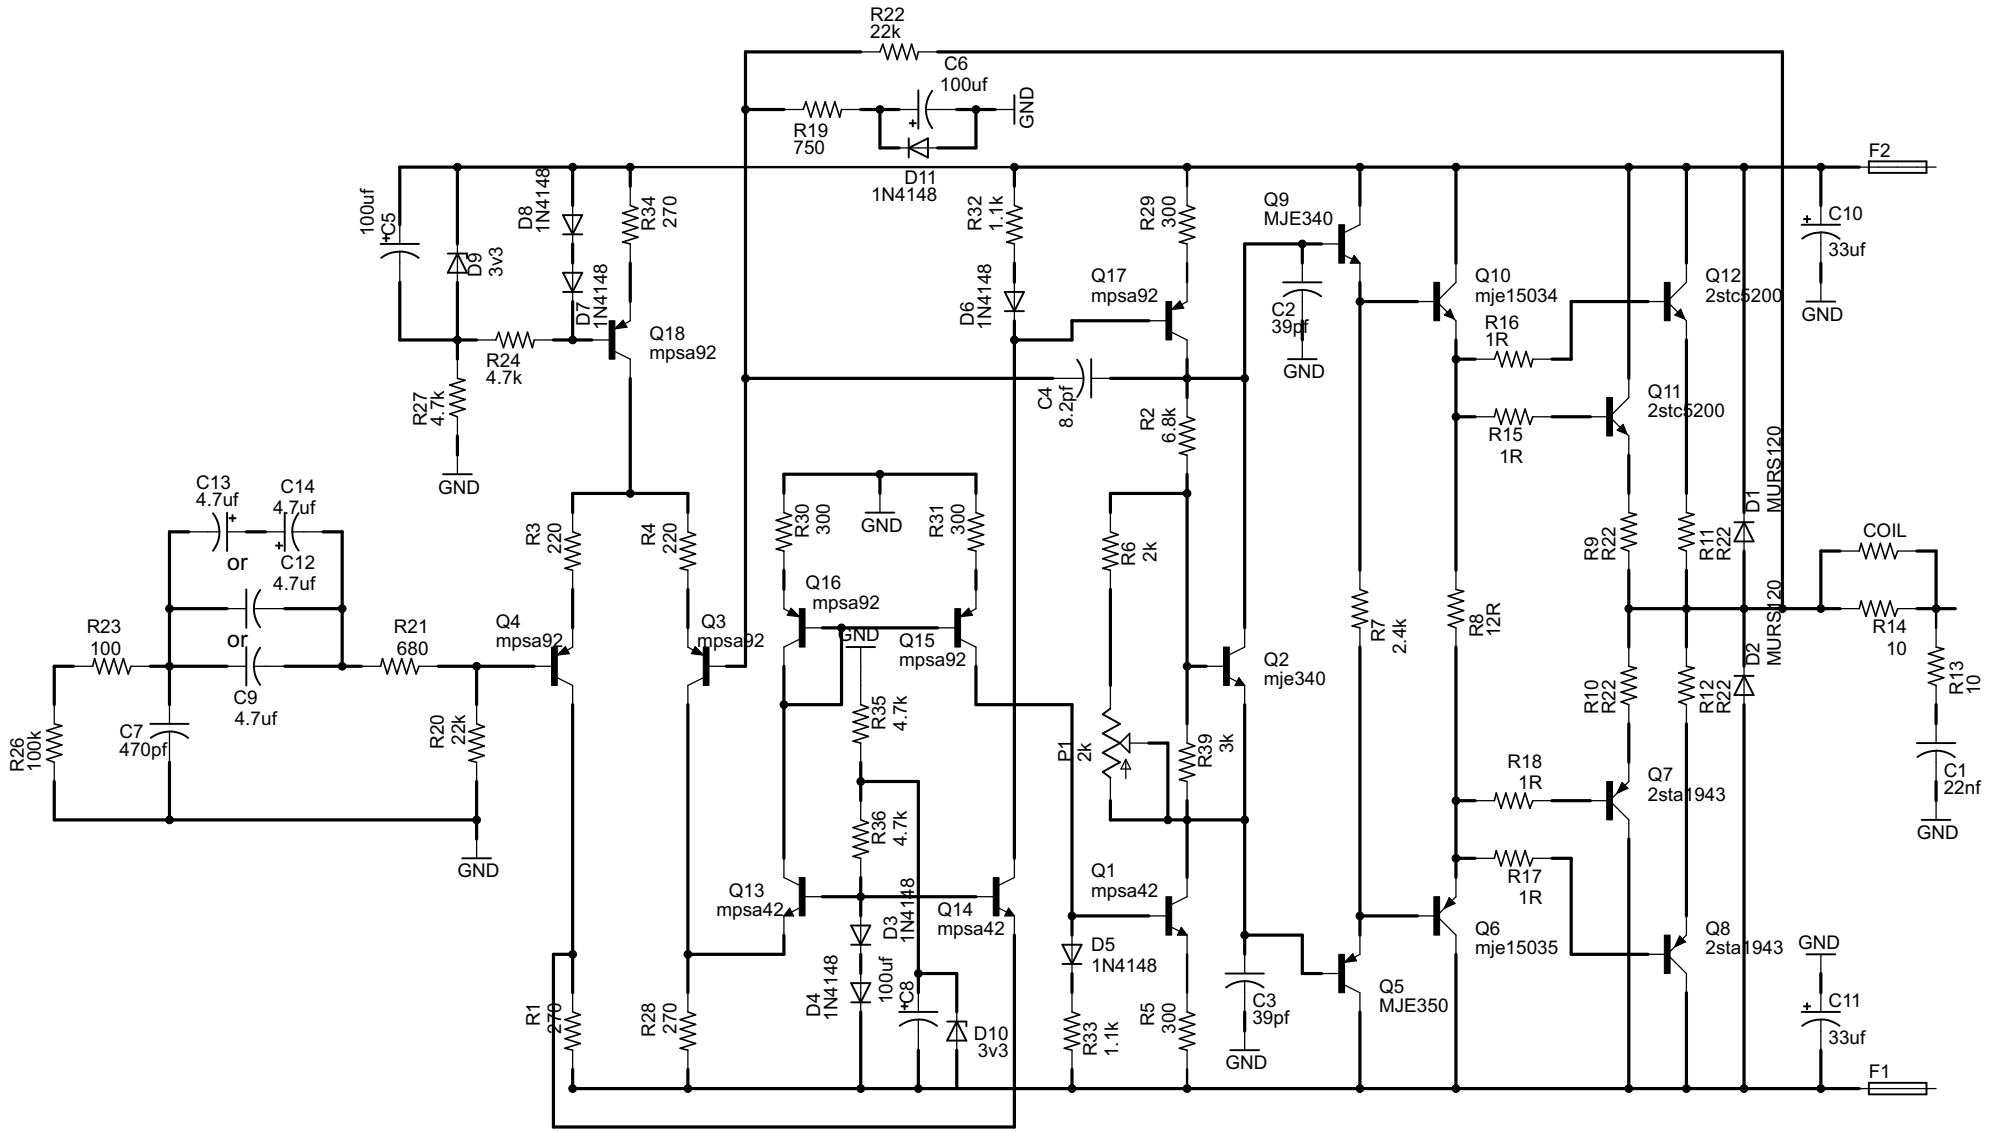 R22
22k
C6
100uf
GND
R19
750
D11
1N4148
F2
100uf
C5
D9
3v3
D8
1N4148
D7
1N4148
R34
270
R32
1.1k
D6
1N4148
R29
300
Q17
mpsa92
Q9
MJE340
C2
39pf
GND
Q10
mje15034
Q12
2stc5200
C10
33uf
GND
R16
1R
R15
1R
Q11
2stc5200
R24
4.7k
Q18
mpsa92
R27
4.7k
GND
C4
8.2pf
R2
6.8k
C13
4.7uf
C14
4.7uf
or
C12
4.7uf
or
C9
4.7uf
R23
100
C7
470pf
R26
100k
R21
680
R20
22k
GND
Q4
mpsa92
R3
220
R4
220
Q3
mpsa92
R30
300
GND
R31
300
Q16
mpsa92
GND
Q15
mpsa92
R35
4.7k
R36
4.7k
R6
2k
P1
2k
R39
3k
Q2
mje340
R7
2.4k
R8
12R
R9
R22
R11
R22
D1
MURS120
R10
R22
R12
R22
D2
MURS120
COIL
R14
10
R13
10
C1
22nf
GND
R18
1R
Q7
2sta1943
R17
1R
Q6
mje15035
Q8
2sta1943
Q13
mpsa42
D3
1N4148
Q14
mpsa42
Q1
mpsa42
D5
1N4148
D4
1N4148
100uf
C8
D10
3v3
R1
270
R28
270
R33
1.1k
R5
300
C3
39pf
GND
Q5
MJE350
GND
C11
33uf
F1